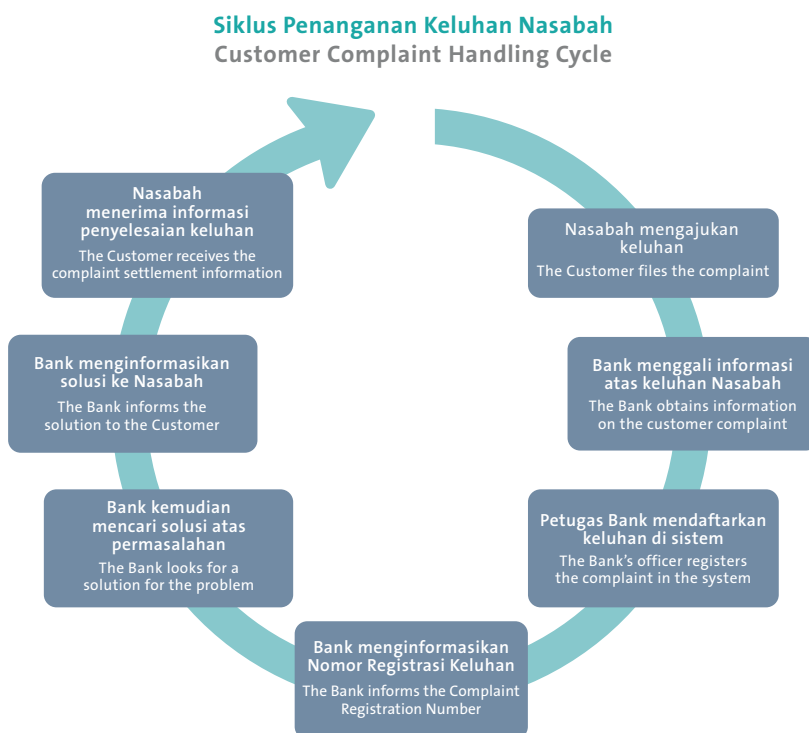 Siklus Penanganan Keluhan Nasabah
Customer Complaint Handling Cycle
Nasabah mengajukan
keluhan
The Customer files the complaint
Bank menggali informasi
atas keluhan Nasabah
The Bank obtains information
on the customer complaint
Petugas Bank mendaftarkan
keluhan di sistem
The Bank's officer registers
the complaint in the system
Bank menginformasikan
Nomor Registrasi Keluhan
The Bank informs the Complaint
Registration Number
Bank kemudian
mencari solusi atas
permasalahan
The Bank looks for a
solution for the problem
Bank menginformasikan
solusi ke Nasabah
The Bank informs the
solution to the Customer
Nasabah
menerima informasi
penyelesaian keluhan
The Customer receives the
complaint settlement information